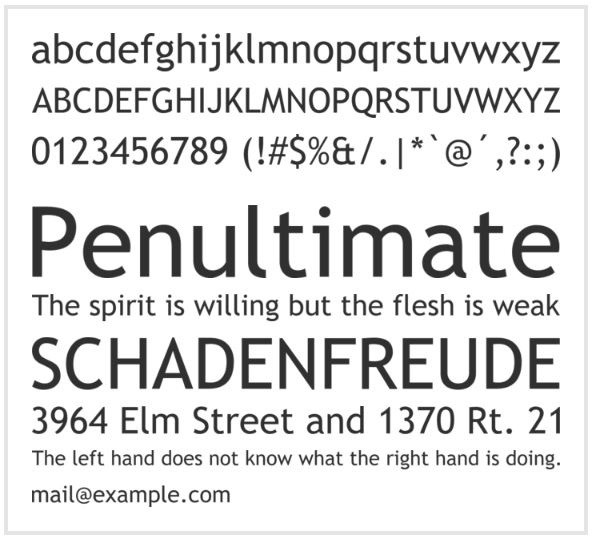 abcdefghijklmnopqrstuvwxyz
ABCDEFGHIJKLMNOPQRSTUVWXYZ
0123456789 (!#$%&/.|*`@´,?:;)
Penultimate
The spirit is willing but the flesh is weak
SCHADENFREUDE
3964 Elm Street and 1370 Rt. 21
The left hand does not know what the right hand is doing.
mail@example.com